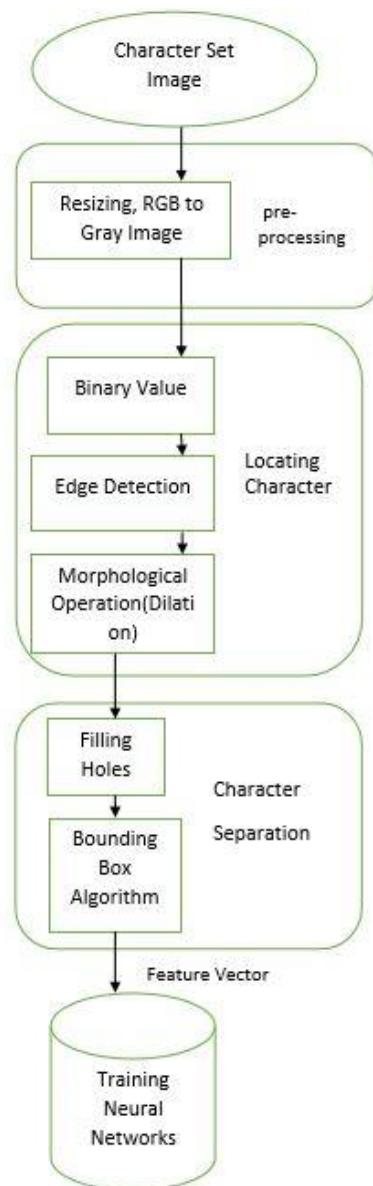 Character Set
Image
Resizing, RGB to
Gray Image
pre-
processing
Binary Value
Edge Detection
Locating
Character
Morphological
Operation(Dilati
on)
Filling
Holes
Character
Separation
Bounding
Box
Algorithm
Feature Vector
Training
Neural
Networks